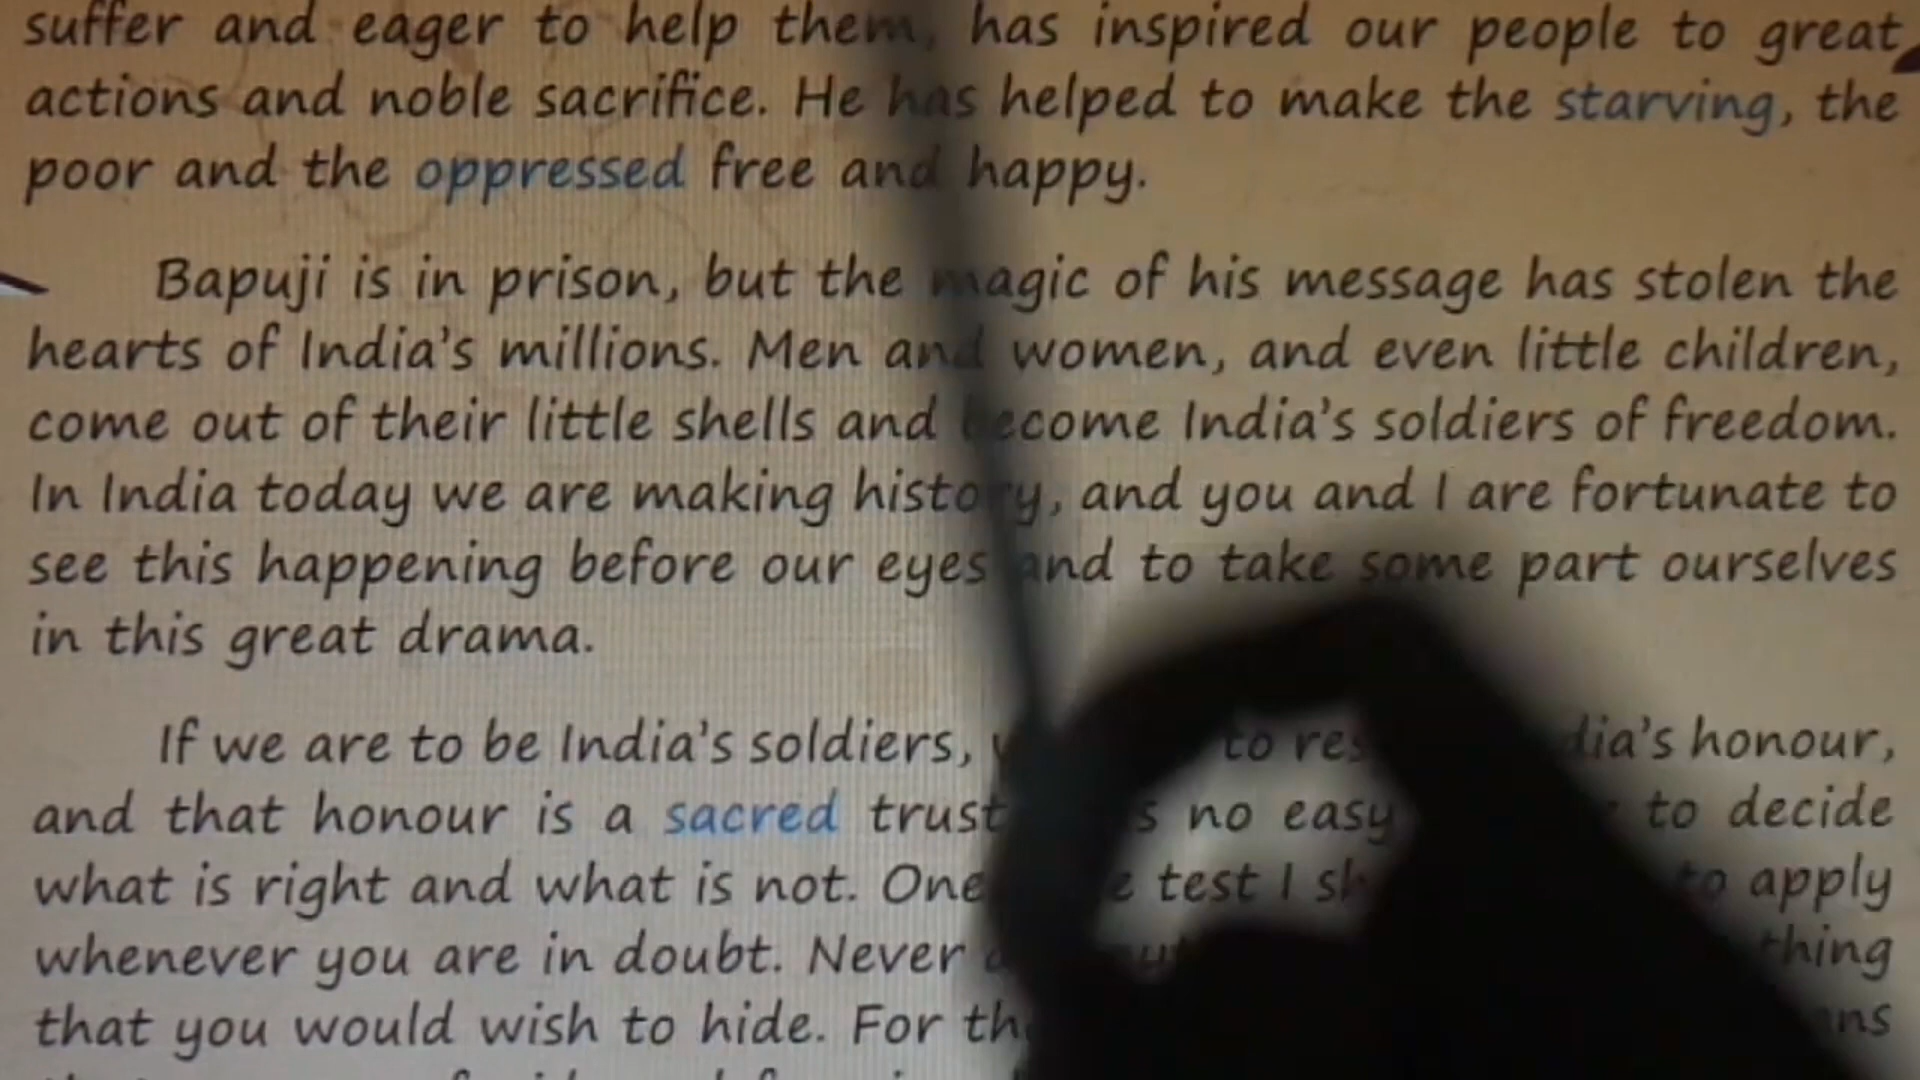 suffer and eager to help them, has inspired our people to great
actions and noble sacrifice. He has helped to make the starving, the
poor and the oppressed free and happy.
Bapuji is in prison, but the magic of his message has stolen the
hearts of India's millions. Men and women, and even little children,
come out of their little shells and become India's soldiers of freedom.
In India today we are making history, and you and I are fortunate to
see this happening before our eyes and to take some part ourselves
in this great drama.
If we are to be India's soldiers, to honour,
and that honour is a sacred trust no easy to decide
what is right and what is not. One test I to apply
whenever you are in doubt. Never
that you would wish to hide. For